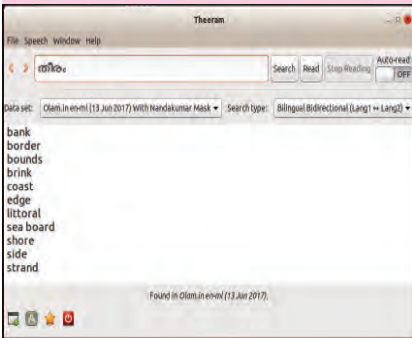 Theeram
File Speech Window Help
തീരം Search Read Stop Reading Auto-read OFF
Data set: Olam.in en-ml (13 Jun 2017) With Nandakumar Mask Search type: Bilingual Bidirectional (Lang1 ↔ Lang2)
bank
border
bounds
brink
coast
edge
littoral
sea board
shore
side
strand
Found in Olam.in en-ml (13 Jun 2017).